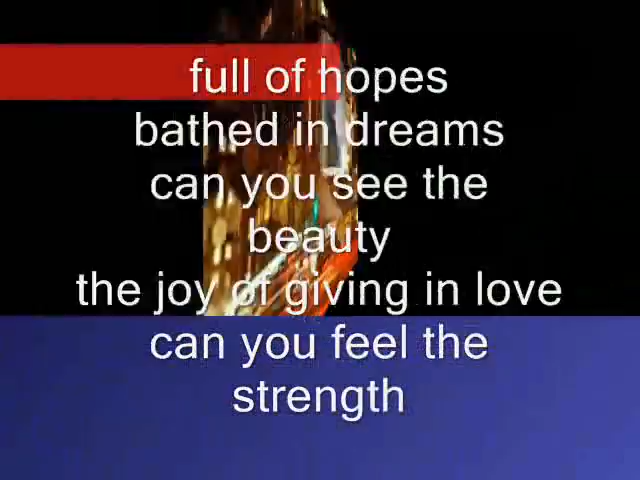 full of hopes
bathed in dreams
can you see the
beauty
the joy of giving in love
can you feel the
strength